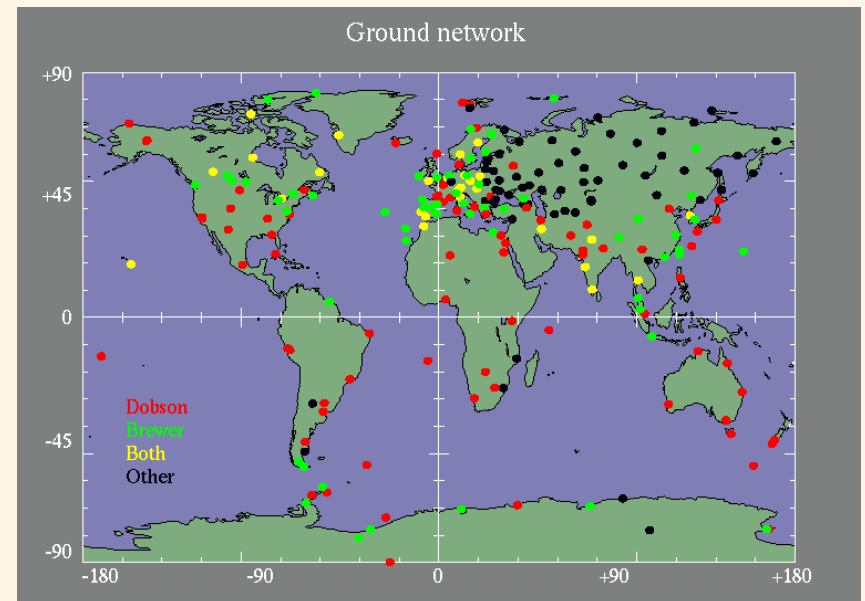 Ground network
+90
+45
0
-45
-90
Dobson
Brewer
Both
Other
-180
-90
0
+90
+180